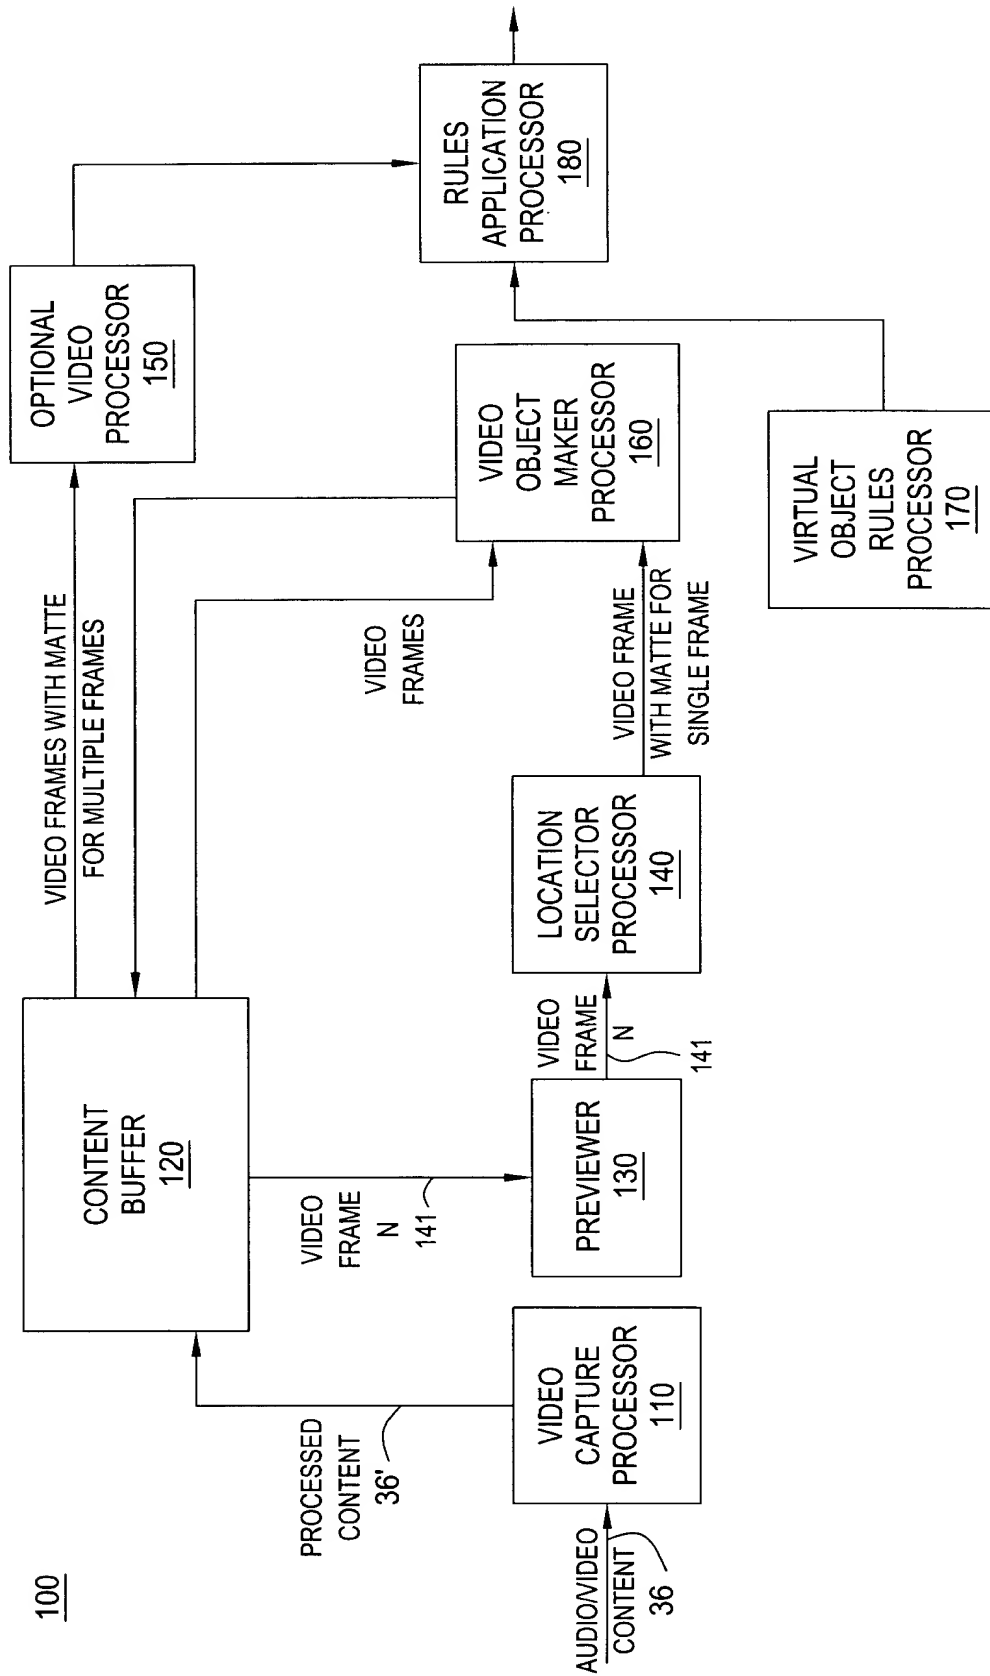 100
AUDIO/VIDEO
CONTENT
36
VIDEO
CAPTURE
PROCESSOR
110
PROCESSED
CONTENT
36'
CONTENT
BUFFER
120
VIDEO
FRAME
N
141
PREVIEWER
130
VIDEO
FRAME
N
141
LOCATION
SELECTOR
PROCESSOR
140
VIDEO FRAME
WITH MATTE FOR
SINGLE FRAME
VIDEO
FRAMES
VIDEO FRAMES WITH MATTE
FOR MULTIPLE FRAMES
OPTIONAL
VIDEO
PROCESSOR
150
VIDEO
OBJECT
MAKER
PROCESSOR
160
VIRTUAL
OBJECT
RULES
PROCESSOR
170
RULES
APPLICATION
PROCESSOR
180